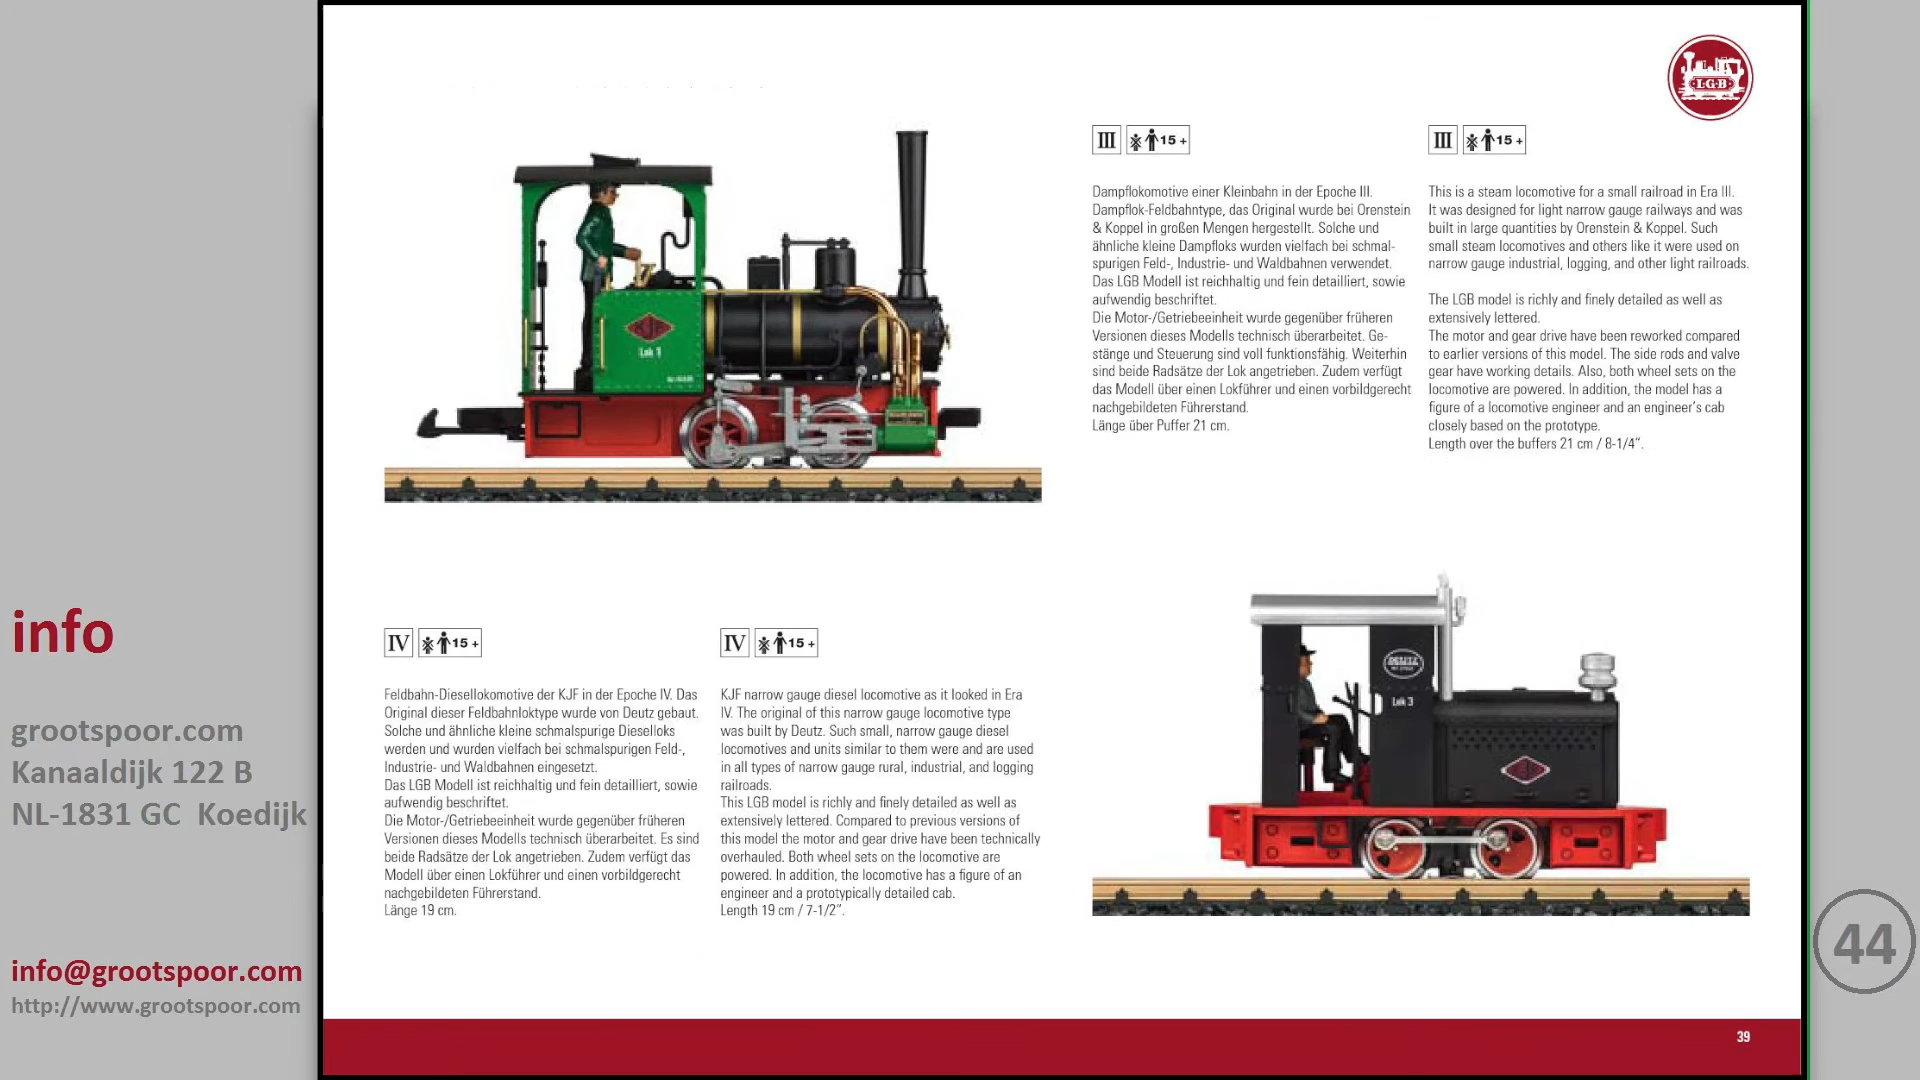 L·G·B
III 15 +
Dampflokomotive einer Kleinbahn in der Epoche III.
Dampflok-Feldbahntype, das Original wurde bei Orenstein
& Koppel in großen Mengen hergestellt. Solche und
ähnliche kleine Dampfloks wurden vielfach bei schmal-
spurigen Feld-, Industrie- und Waldbahnen verwendet.
Das LGB Modell ist reichhaltig und fein detailliert, sowie
aufwendig beschriftet.
Die Motor-/Getriebeeinheit wurde gegenüber früheren
Versionen dieses Modells technisch überarbeitet. Ge-
stänge und Steuerung sind voll funktionsfähig. Weiterhin
sind beide Radsätze der Lok angetrieben. Zudem verfügt
das Modell über einen Lokführer und einen vorbildgerecht
nachgebildeten Führerstand.
Länge über Puffer 21 cm.
III 15 +
This is a steam locomotive for a small railroad in Era III.
It was designed for light narrow gauge railways and was
built in large quantities by Orenstein & Koppel. Such
small steam locomotives and others like it were used on
narrow gauge industrial, logging, and other light railroads.
The LGB model is richly and finely detailed as well as
extensively lettered.
The motor and gear drive have been reworked compared
to earlier versions of this model. The side rods and valve
gear have working details. Also, both wheel sets on the
locomotive are powered. In addition, the model has a
figure of a locomotive engineer and an engineer's cab
closely based on the prototype.
Length over the buffers 21 cm / 8-1/4".
KJF
Lok 1
IV 15 +
Feldbahn-Diesellokomotive der KJF in der Epoche IV. Das
Original dieser Feldbahnloktype wurde von Deutz gebaut.
Solche und ähnliche kleine schmalspurige Dieselloks
werden und wurden vielfach bei schmalspurigen Feld-,
Industrie- und Waldbahnen eingesetzt.
Das LGB Modell ist reichhaltig und fein detailliert, sowie
aufwendig beschriftet.
Die Motor-/Getriebeeinheit wurde gegenüber früheren
Versionen dieses Modells technisch überarbeitet. Es sind
beide Radsätze der Lok angetrieben. Zudem verfügt das
Modell über einen Lokführer und einen vorbildgerecht
nachgebildeten Führerstand.
Länge 19 cm.
IV 15 +
KJF narrow gauge diesel locomotive as it looked in Era
IV. The original of this narrow gauge locomotive type
was built by Deutz. Such small, narrow gauge diesel
locomotives and units similar to them were and are used
in all types of narrow gauge rural, industrial, and logging
railroads.
This LGB model is richly and finely detailed as well as
extensively lettered. Compared to previous versions of
this model the motor and gear drive have been technically
overhauled. Both wheel sets on the locomotive are
powered. In addition, the locomotive has a figure of an
engineer and a prototypically detailed cab.
Length 19 cm / 7-1/2".
DEUTZ
Lok 3
KJF
39
info
grootspoor.com
Kanaaldijk 122 B
NL-1831 GC Koedijk
info@grootspoor.com
http://www.grootspoor.com
44